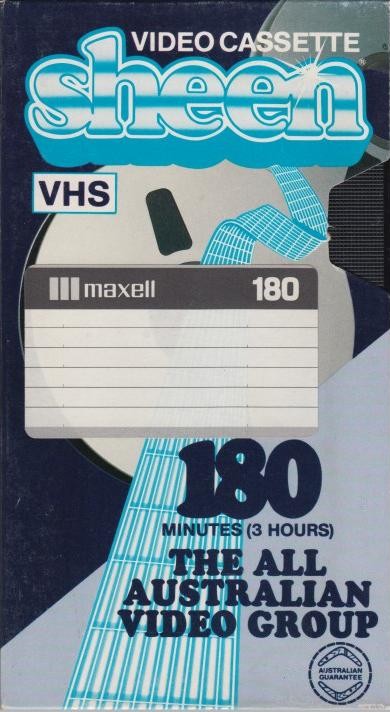 VIDEO CASSETTE
sheen®
VHS
maxell 180
180
MINUTES (3 HOURS)
THE ALL
AUSTRALIAN
VIDEO GROUP
AUSTRALIAN
GUARANTEE